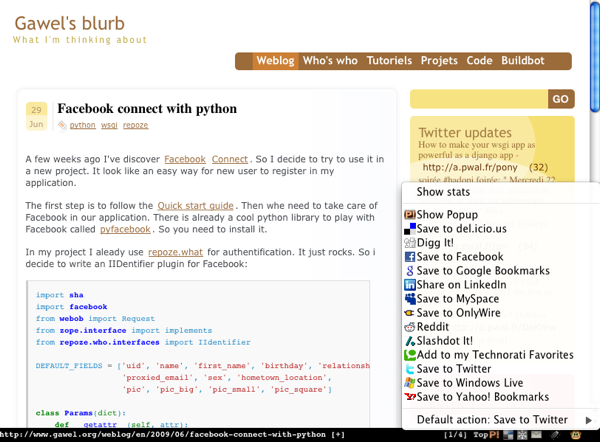 Gawel's blurb
What I'm thinking about
Weblog Who's who Tutoriels Projets Code Buildbot
29
Jun
Facebook connect with python
python wsgi repoze
GO
A few weeks ago I've discover Facebook Connect. So I decide to try to use it in
a new project. It look like an easy way for new user to register in my
application.
The first step is to follow the Quick start guide. Then whe need to take care of
Facebook in our application. There is already a cool python library to play with
Facebook called pyfacebook. So you need to install it.
In my project I aleady use repoze.what for authentification. It just rocks. So i
decide to write an IIDentifier plugin for Facebook:
import sha
import facebook
from webob import Request
from zope.interface import implements
from repoze.who.interfaces import IIdentifier
DEFAULT_FIELDS = ['uid', 'name', 'first_name', 'birthday', 'relationsh
'proxied_email', 'sex', 'hometown_location',
'pic', 'pic_big', 'pic_small', 'pic_square']
class Params(dict):
def __getattr__(self, attr):
Twitter updates
How to make your wsgi app as
powerful as a django app -
http://a.pwal.fr/pony (32)
soirée #hadopi foirée: " Mercredi 22
Show stats
Show Popup
Save to del.icio.us
Digg It!
Save to Facebook
Save to Google Bookmarks
Share on LinkedIn
Save to MySpace
Save to OnlyWire
Reddit
Slashdot It!
Add to my Technorati Favorites
Save to Twitter
Save to Windows Live
Save to Yahoo! Bookmarks
Default action: Save to Twitter
http://www.gawel.org/weblog/en/2009/06/facebook-connect-with-python [+]
[1/4] Top